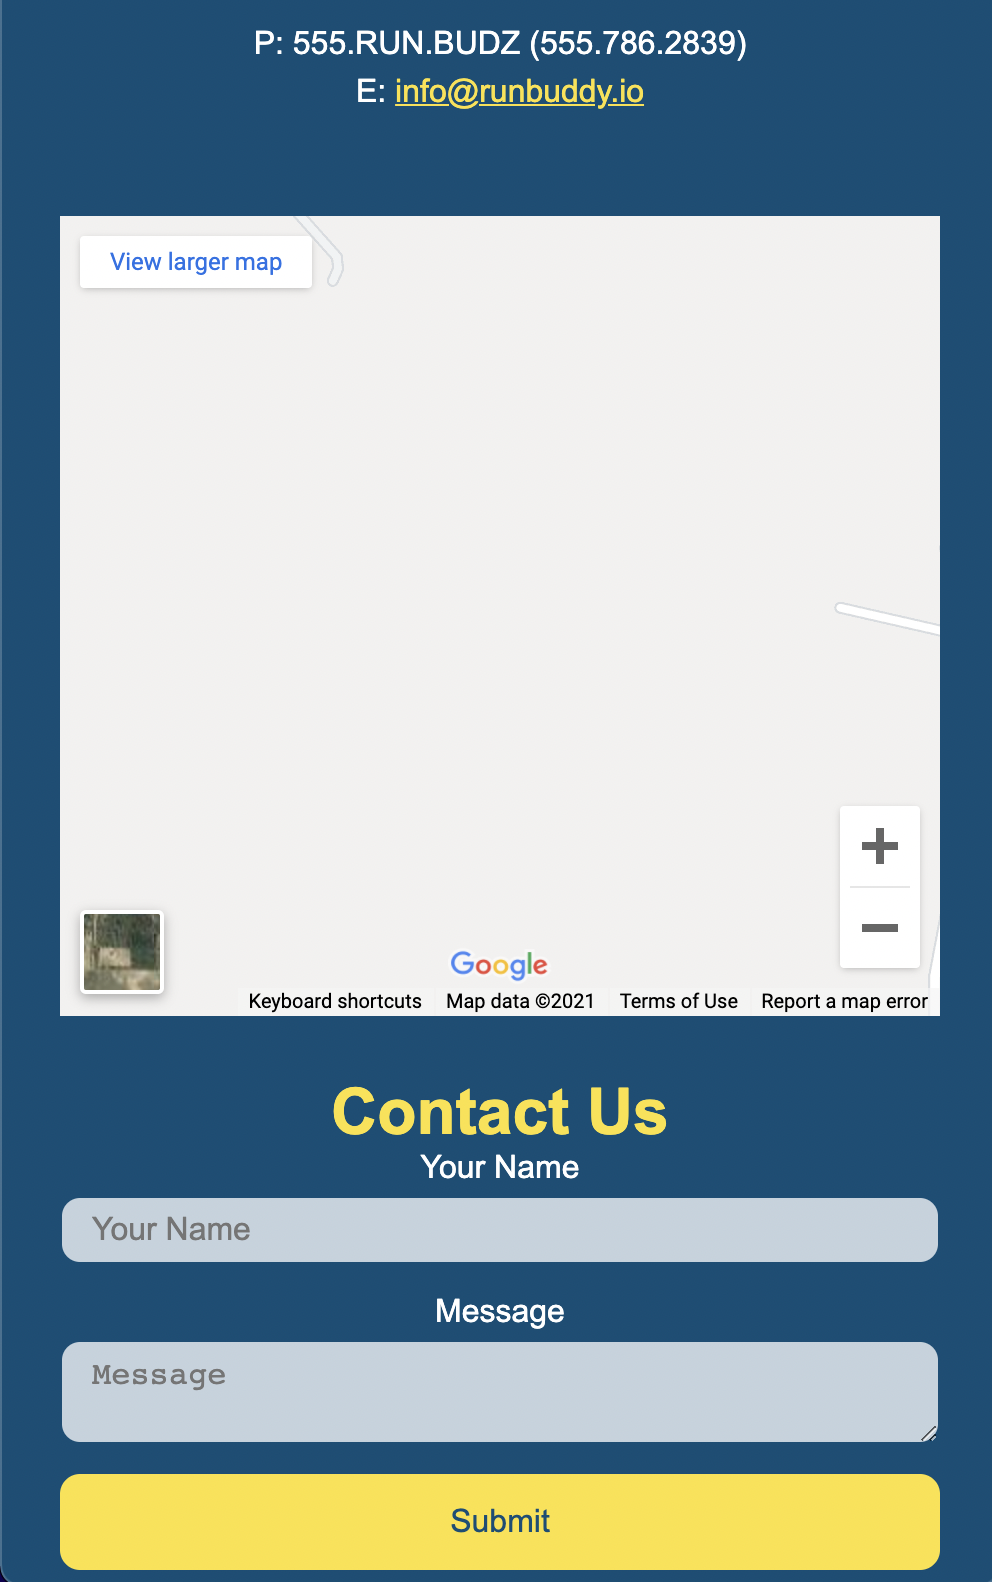 P: 555.RUN.BUDZ (555.786.2839)
E: info@runbuddy.io
View larger map
Google
Keyboard shortcuts Map data ©2021 Terms of Use Report a map error
Contact Us
Your Name
Your Name
Message
Message
Submit